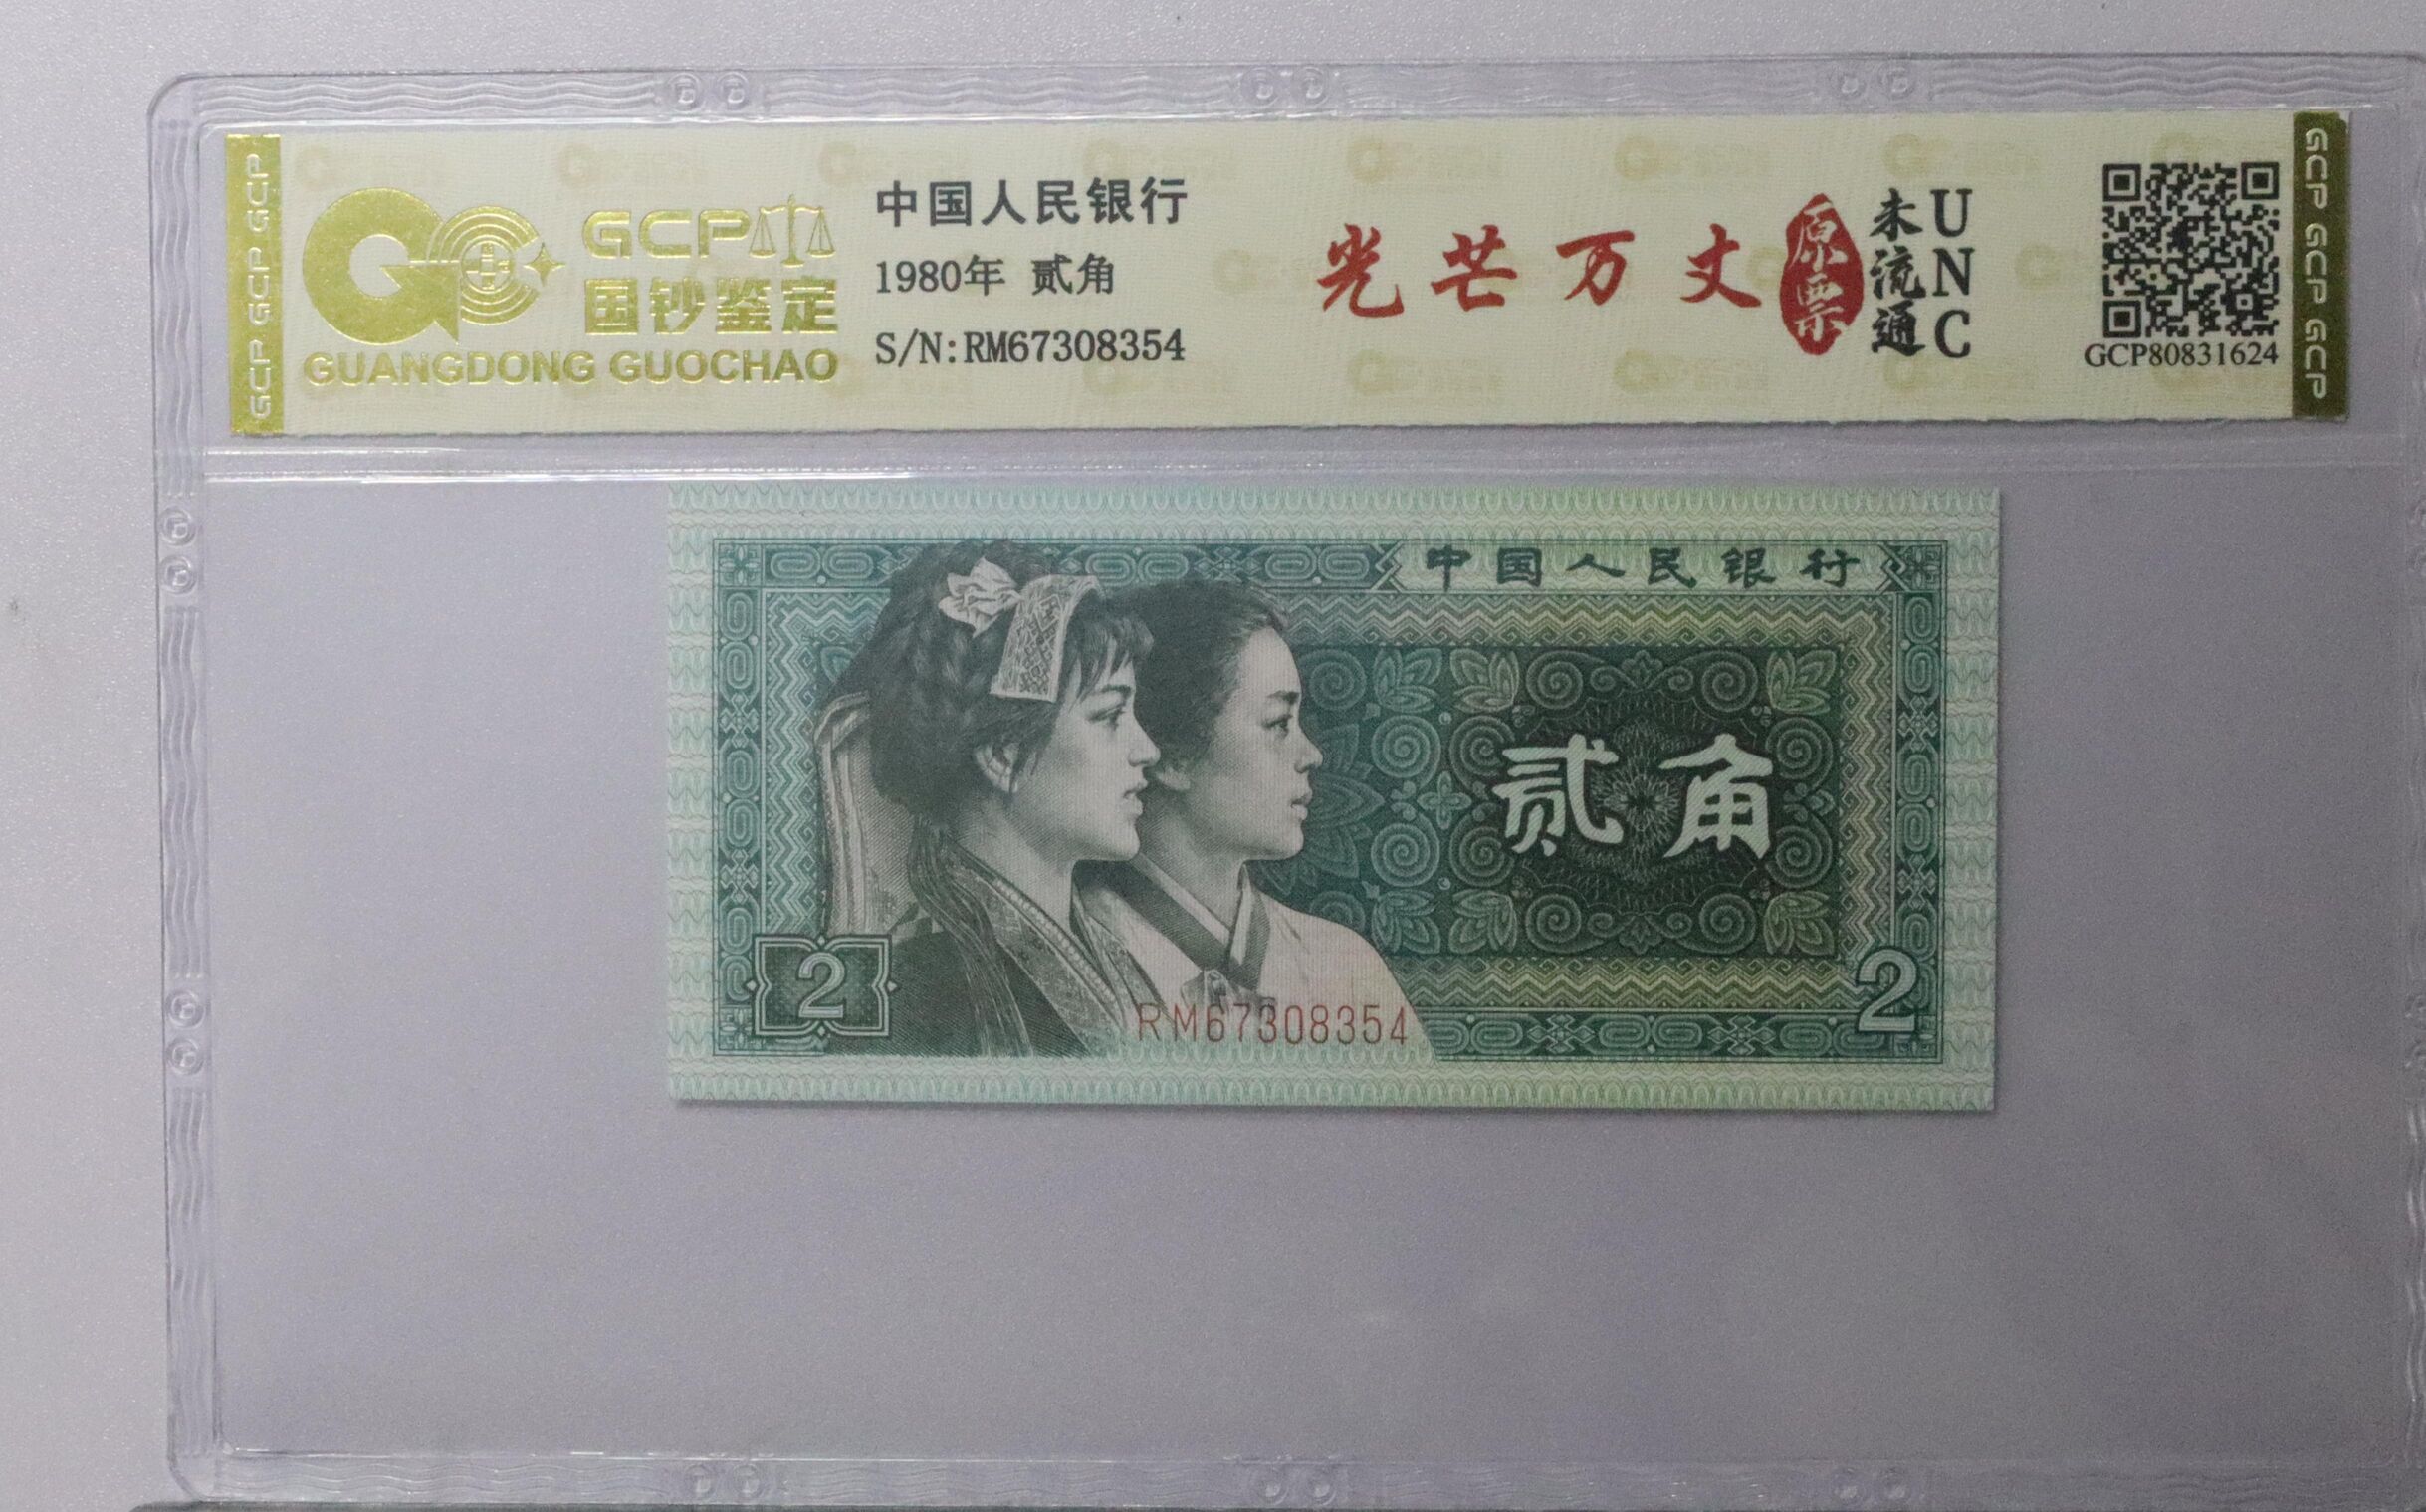 GCP GCP GCP
GCP
国钞鉴定
GUANGDONG GUOCHAO
中国人民银行
1980年 贰角
S/N:RM67308354
光芒万丈
原票
未流通
UNC
GCP80831624
GCP GCP GCP
中国人民银行
贰角
2
RM67308354
2